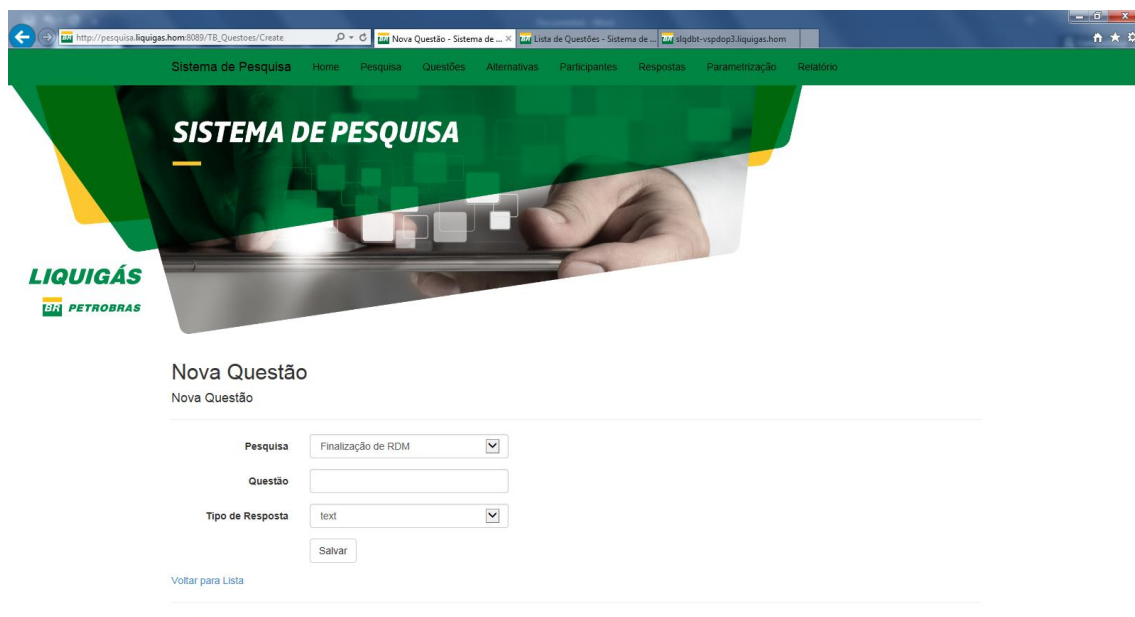 http://pesquisa.liquigas.hom:8089/TB_Questoes/Create
Nova Questão - Sistema de ...
Lista de Questões - Sistema de ...
slqdbt-vspdop3.liquigas.hom
Sistema de Pesquisa Home Pesquisa Questões Alternativas Participantes Respostas Parametrização Relatório
SISTEMA DE PESQUISA
LIQUIGÁS
BR PETROBRAS
Nova Questão
Nova Questão
Pesquisa Finalização de RDM
Questão
Tipo de Resposta text
Salvar
Voltar para Lista